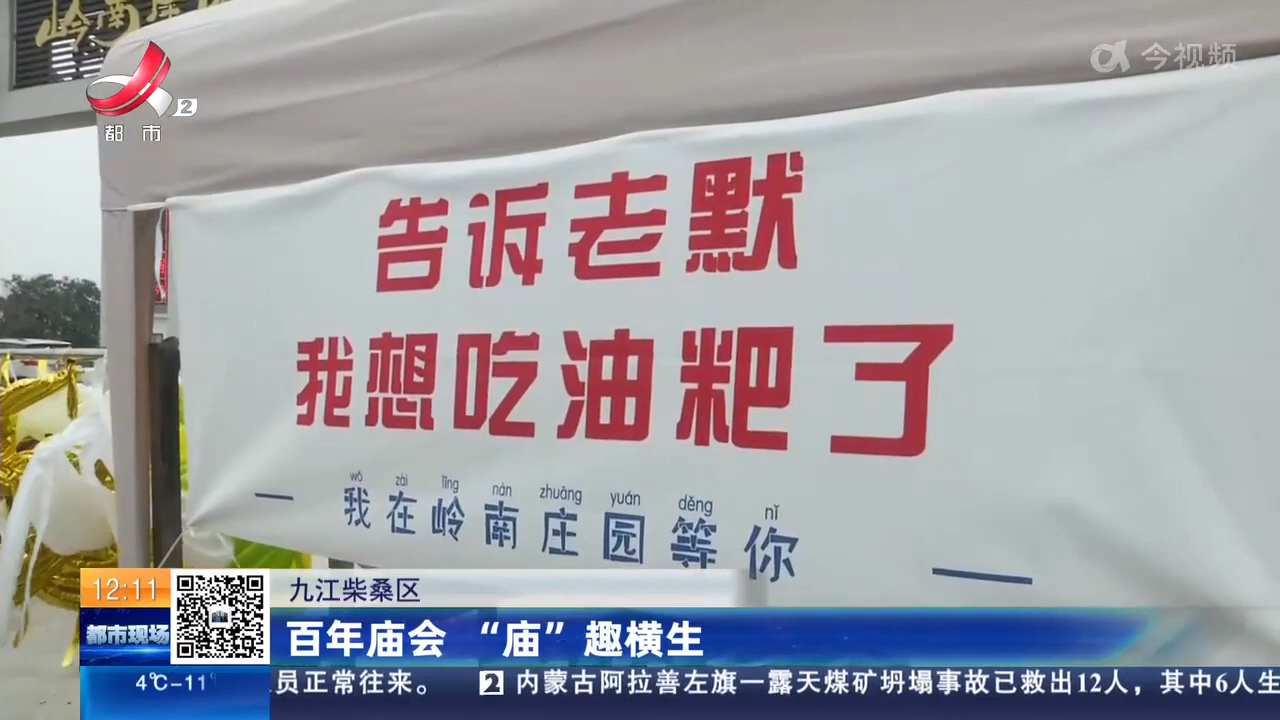 岭南庄
2
都市
今视频
告诉老默
我想吃油粑了
wǒ zài lǐng nán zhuāng yuán děng nǐ
— 我在岭南庄园等你 —
12:11
九江柴桑区
都市现场
百年庙会 “庙”趣横生
4℃-11°
员正常往来。 2 内蒙古阿拉善左旗一露天煤矿坍塌事故已救出12人，其中6人生